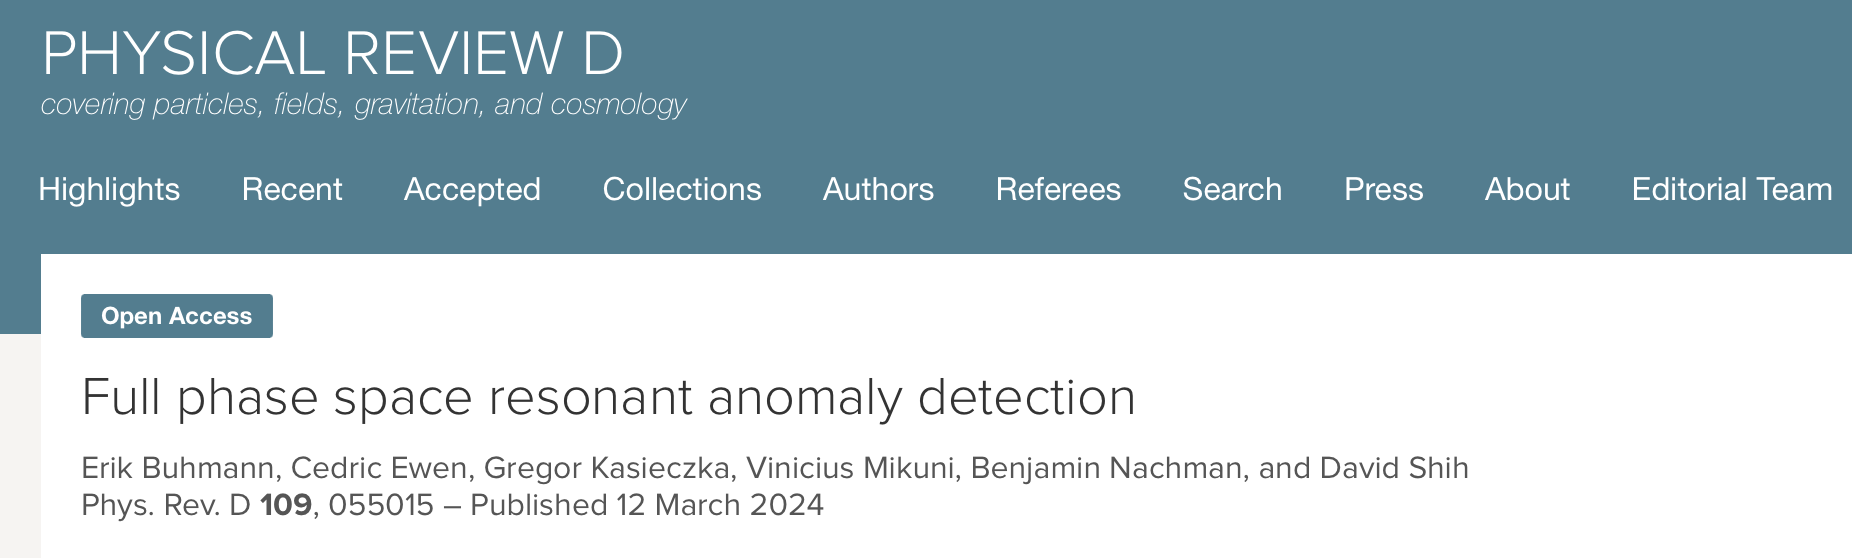 PHYSICAL REVIEW D
covering particles, fields, gravitation, and cosmology
Highlights Recent Accepted Collections Authors Referees Search Press About Editorial Team
Open Access
Full phase space resonant anomaly detection
Erik Buhmann, Cedric Ewen, Gregor Kasieczka, Vinicius Mikuni, Benjamin Nachman, and David Shih
Phys. Rev. D 109, 055015 – Published 12 March 2024